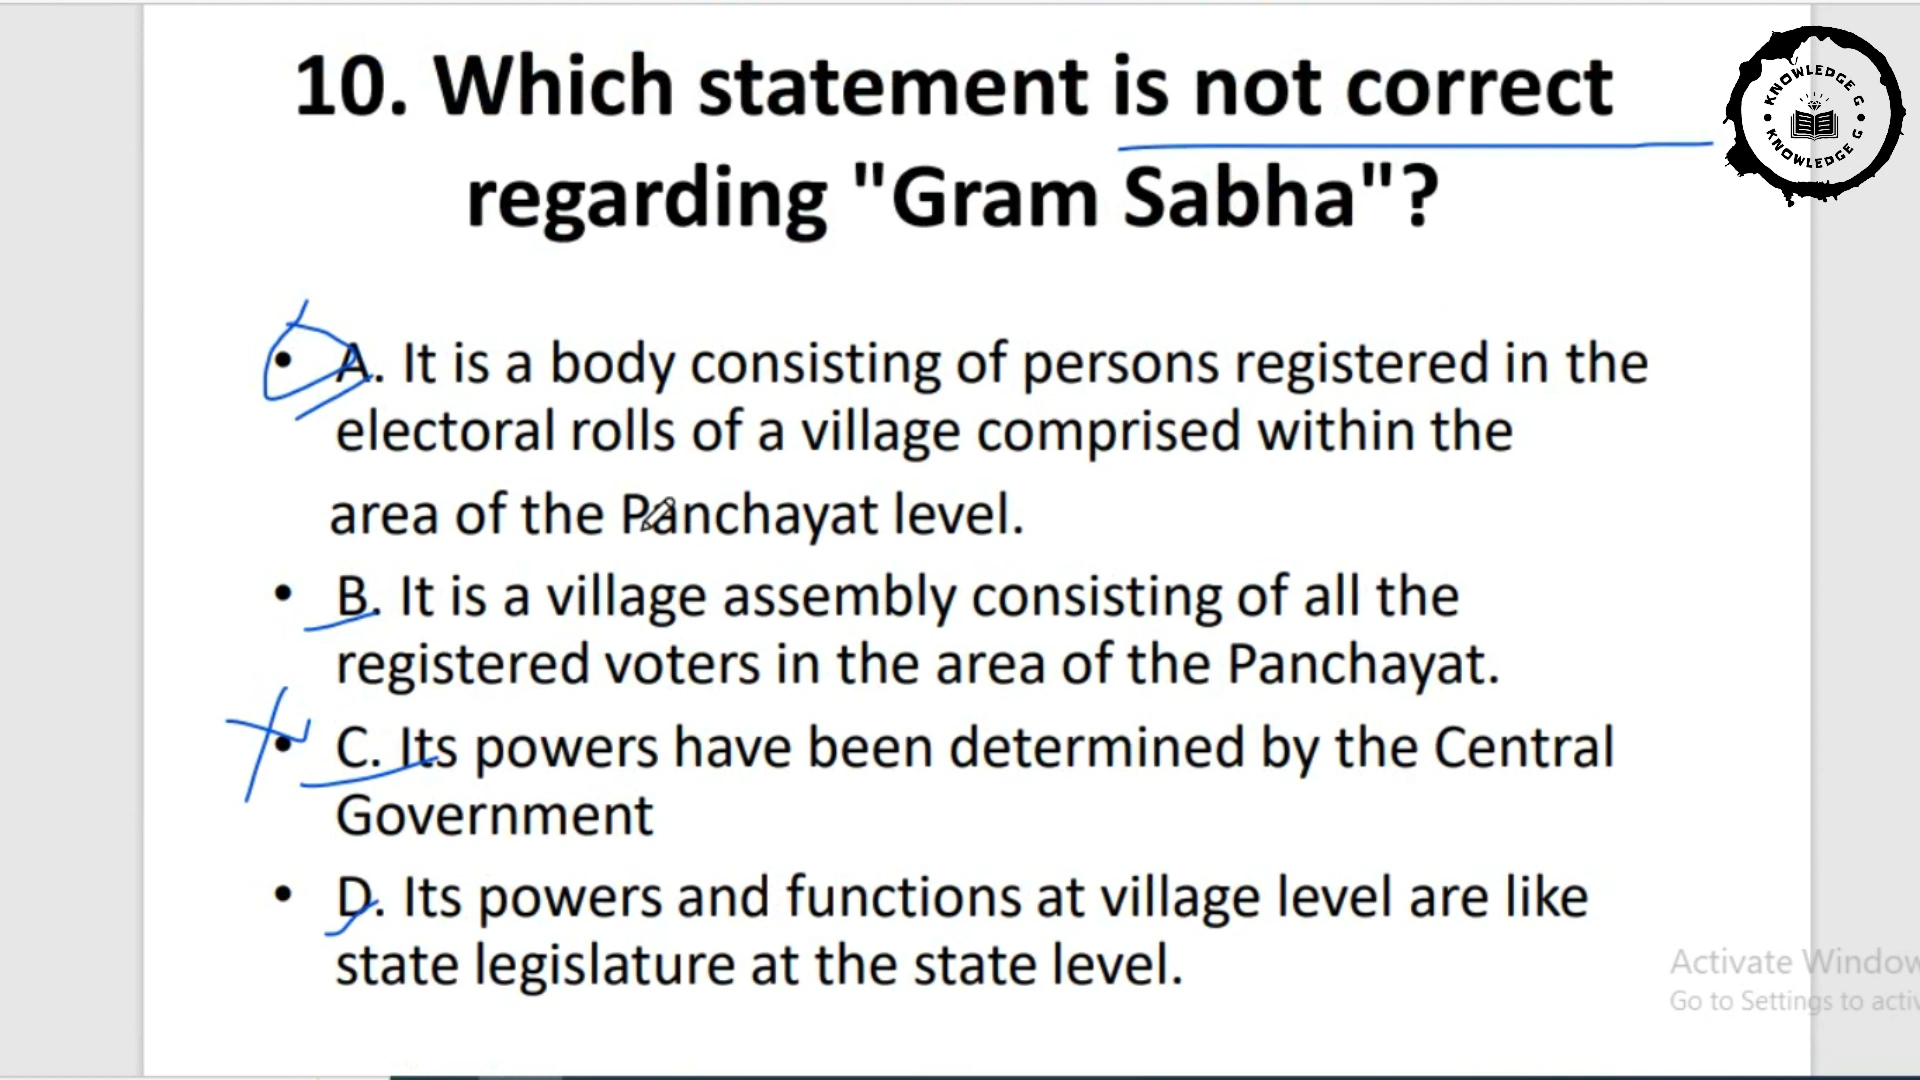 10. Which statement is not correct
regarding "Gram Sabha"?
KNOWLEDGE G
KNOWLEDGE G
• A. It is a body consisting of persons registered in the
electoral rolls of a village comprised within the
area of the Panchayat level.
• B. It is a village assembly consisting of all the
registered voters in the area of the Panchayat.
• C. Its powers have been determined by the Central
Government
• D. Its powers and functions at village level are like
state legislature at the state level.
Activate Window
Go to Settings to activ